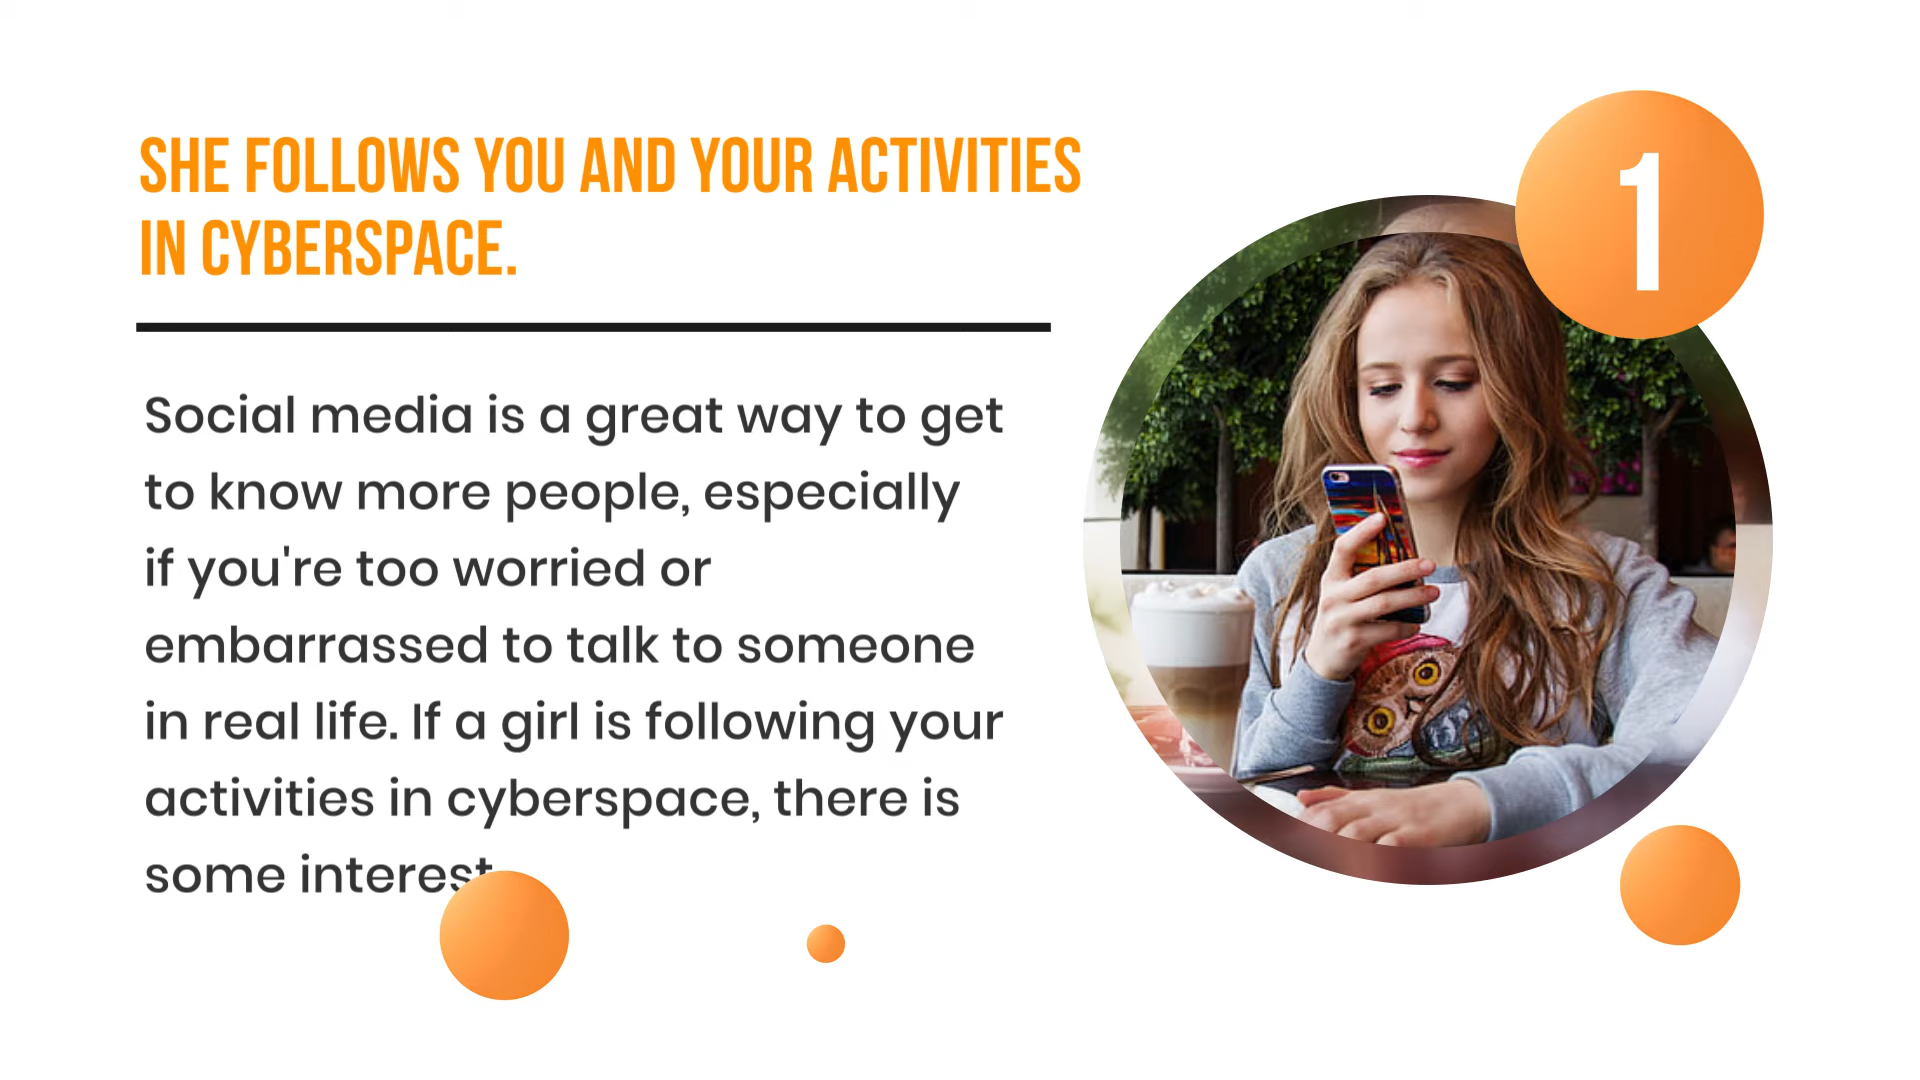 SHE FOLLOWS YOU AND YOUR ACTIVITIES
IN CYBERSPACE.
1
Social media is a great way to get
to know more people, especially
if you're too worried or
embarrassed to talk to someone
in real life. If a girl is following your
activities in cyberspace, there is
some interest